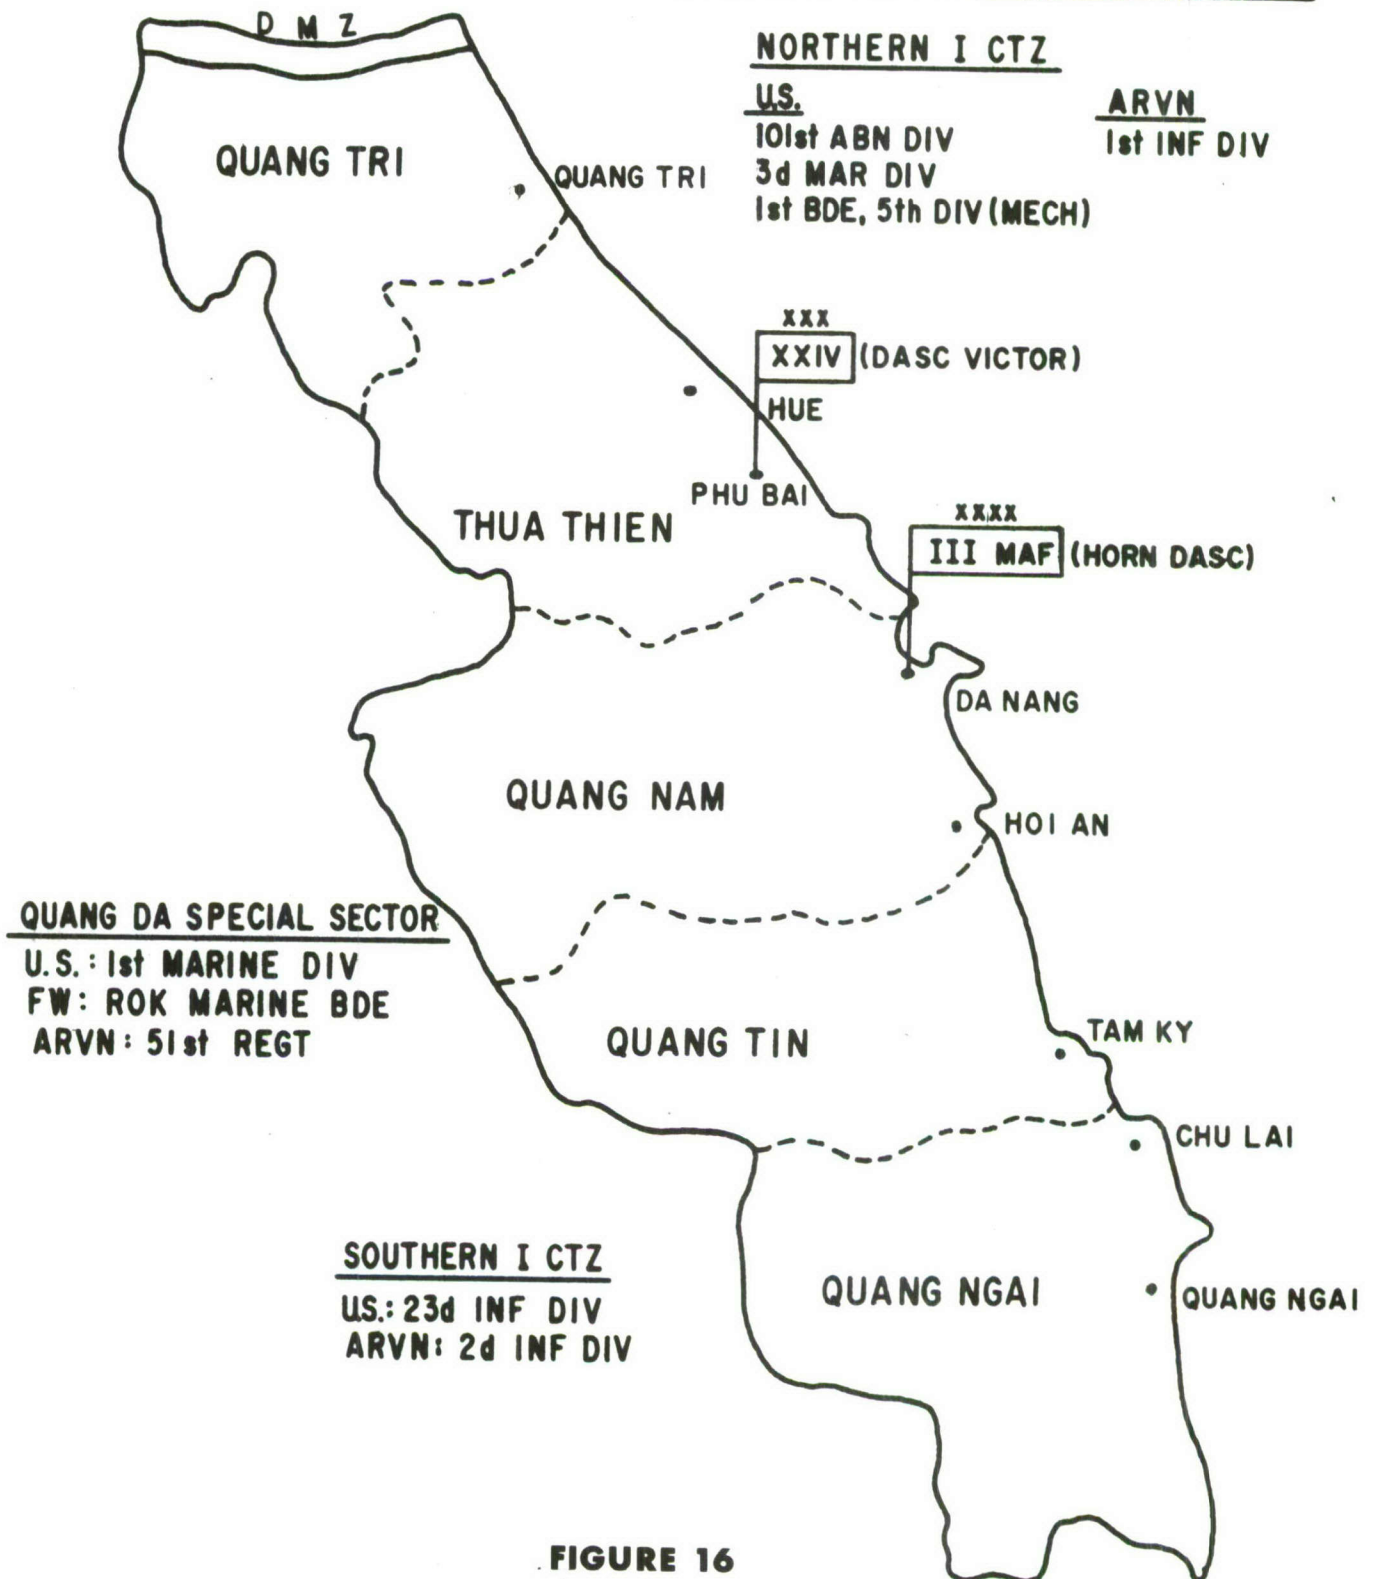 D M Z
NORTHERN I CTZ
U.S.
101st ABN DIV
3d MAR DIV
1st BDE, 5th DIV (MECH)
ARVN
1st INF DIV
QUANG TRI
QUANG TRI
XXX
XXIV (DASC VICTOR)
HUE
PHU BAI
THUA THIEN
XXXX
III MAF (HORN DASC)
DA NANG
QUANG NAM
HOI AN
QUANG DA SPECIAL SECTOR
U.S.: 1st MARINE DIV
FW: ROK MARINE BDE
ARVN: 51st REGT
QUANG TIN
TAM KY
CHU LAI
SOUTHERN I CTZ
U.S.: 23d INF DIV
ARVN: 2d INF DIV
QUANG NGAI
QUANG NGAI
FIGURE 16